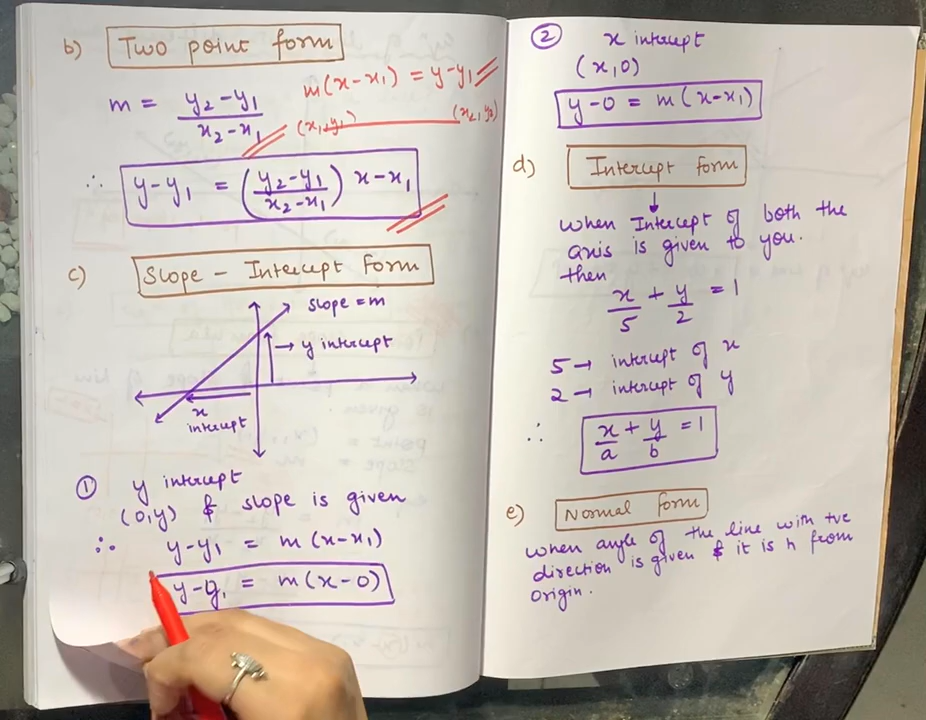 b) Two point form
m = y₂-y₁ / x₂-x₁
m(x-x₁) = y-y₁
(x₁,y₁) (x₂,y₂)
∴ y-y₁ = (y₂-y₁ / x₂-x₁) x-x₁
c) Slope - Intercept Form
slope = m
→ y intercept
x
intercept
① y intercept
(0,y) & slope is given
∴ y-y₁ = m(x-x₁)
y-y₁ = m(x-0)
② x intercept
(x,0)
y-0 = m(x-x₁)
d) Intercept form
↓
when Intercept of both the
axis is given to you.
then
x/5 + y/2 = 1
5 → intercept of x
2 → intercept of y
∴ x/a + y/b = 1
e) Normal form
when angle of the line with +ve
direction is given & it is h from
origin.